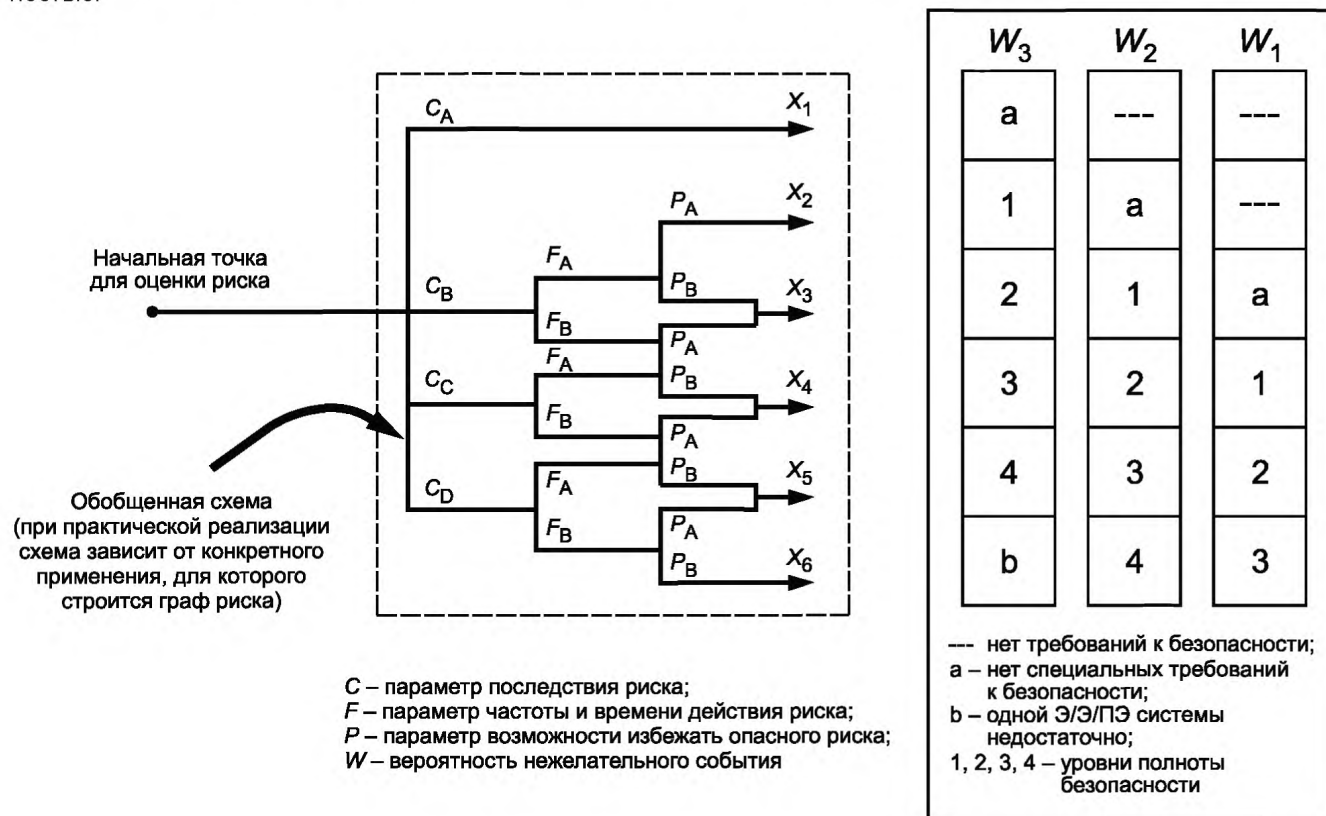 C_A
X_1
P_A
X_2
Начальная точка
для оценки риска
F_A
C_B
P_B
X_3
F_B
P_A
F_A
C_C
P_B
X_4
F_B
P_A
P_B
X_5
F_A
C_D
F_B
P_A
P_B
X_6
Обобщенная схема
(при практической реализации
схема зависит от конкретного
применения, для которого
строится граф риска)
C – параметр последствия риска;
F – параметр частоты и времени действия риска;
P – параметр возможности избежать опасного риска;
W – вероятность нежелательного события
W_3 W_2 W_1
a --- ---
1 a ---
2 1 a
3 2 1
4 3 2
b 4 3
--- нет требований к безопасности;
a – нет специальных требований
к безопасности;
b – одной Э/Э/ПЭ системы
недостаточно;
1, 2, 3, 4 – уровни полноты
безопасности